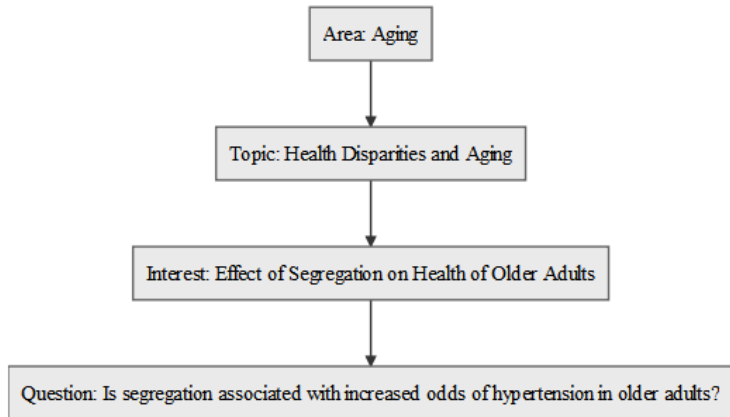 Area: Aging
Topic: Health Disparities and Aging
Interest: Effect of Segregation on Health of Older Adults
Question: Is segregation associated with increased odds of hypertension in older adults?